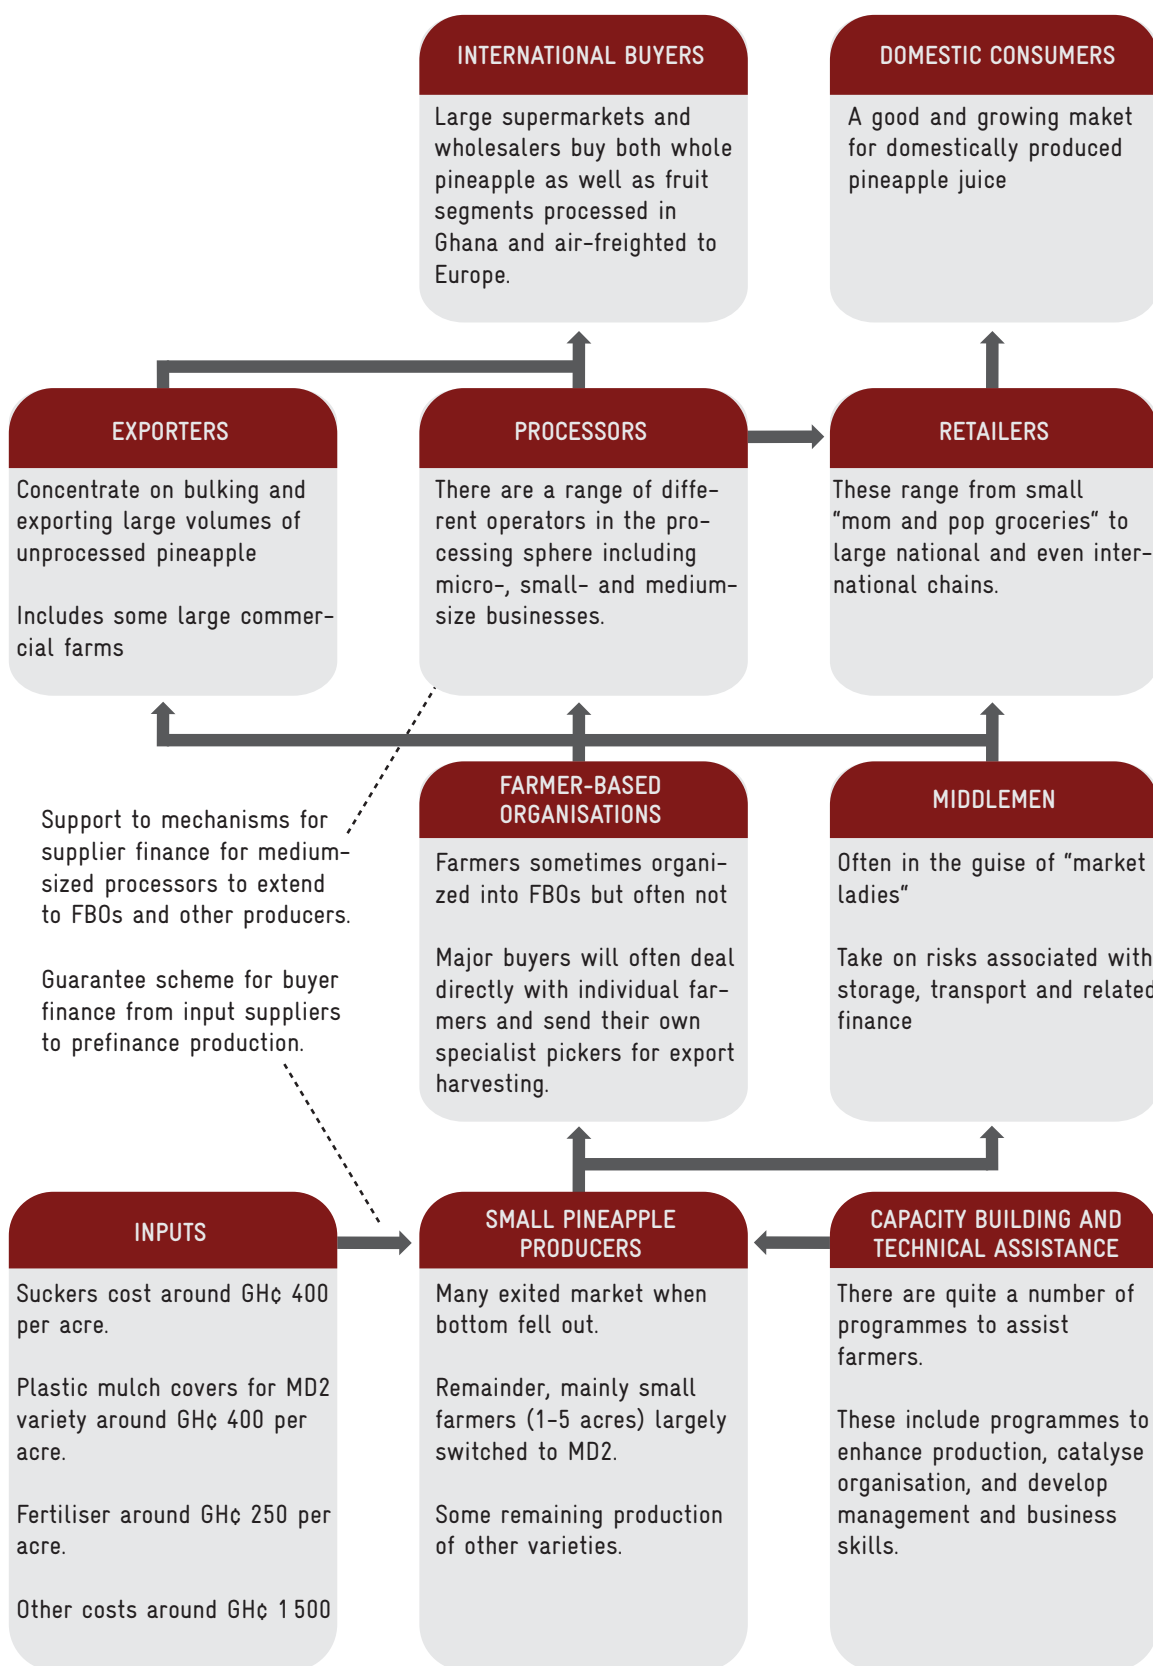 INTERNATIONAL BUYERS
Large supermarkets and
wholesalers buy both whole
pineapple as well as fruit
segments processed in
Ghana and air-freighted to
Europe.
DOMESTIC CONSUMERS
A good and growing maket
for domestically produced
pineapple juice
EXPORTERS
Concentrate on bulking and
exporting large volumes of
unprocessed pineapple
Includes some large commer-
cial farms
PROCESSORS
There are a range of diffe-
rent operators in the pro-
cessing sphere including
micro-, small- and medium-
size businesses.
RETAILERS
These range from small
“mom and pop groceries“ to
large national and even inter-
national chains.
Support to mechanisms for
supplier finance for medium-
sized processors to extend
to FBOs and other producers.
Guarantee scheme for buyer
finance from input suppliers
to prefinance production.
FARMER-BASED
ORGANISATIONS
Farmers sometimes organi-
zed into FBOs but often not
Major buyers will often deal
directly with individual far-
mers and send their own
specialist pickers for export
harvesting.
MIDDLEMEN
Often in the guise of “market
ladies“
Take on risks associated with
storage, transport and related
finance
INPUTS
Suckers cost around GH¢ 400
per acre.
Plastic mulch covers for MD2
variety around GH¢ 400 per
acre.
Fertiliser around GH¢ 250 per
acre.
Other costs around GH¢ 1 500
SMALL PINEAPPLE
PRODUCERS
Many exited market when
bottom fell out.
Remainder, mainly small
farmers (1-5 acres) largely
switched to MD2.
Some remaining production
of other varieties.
CAPACITY BUILDING AND
TECHNICAL ASSISTANCE
There are quite a number of
programmes to assist
farmers.
These include programmes to
enhance production, catalyse
organisation, and develop
management and business
skills.